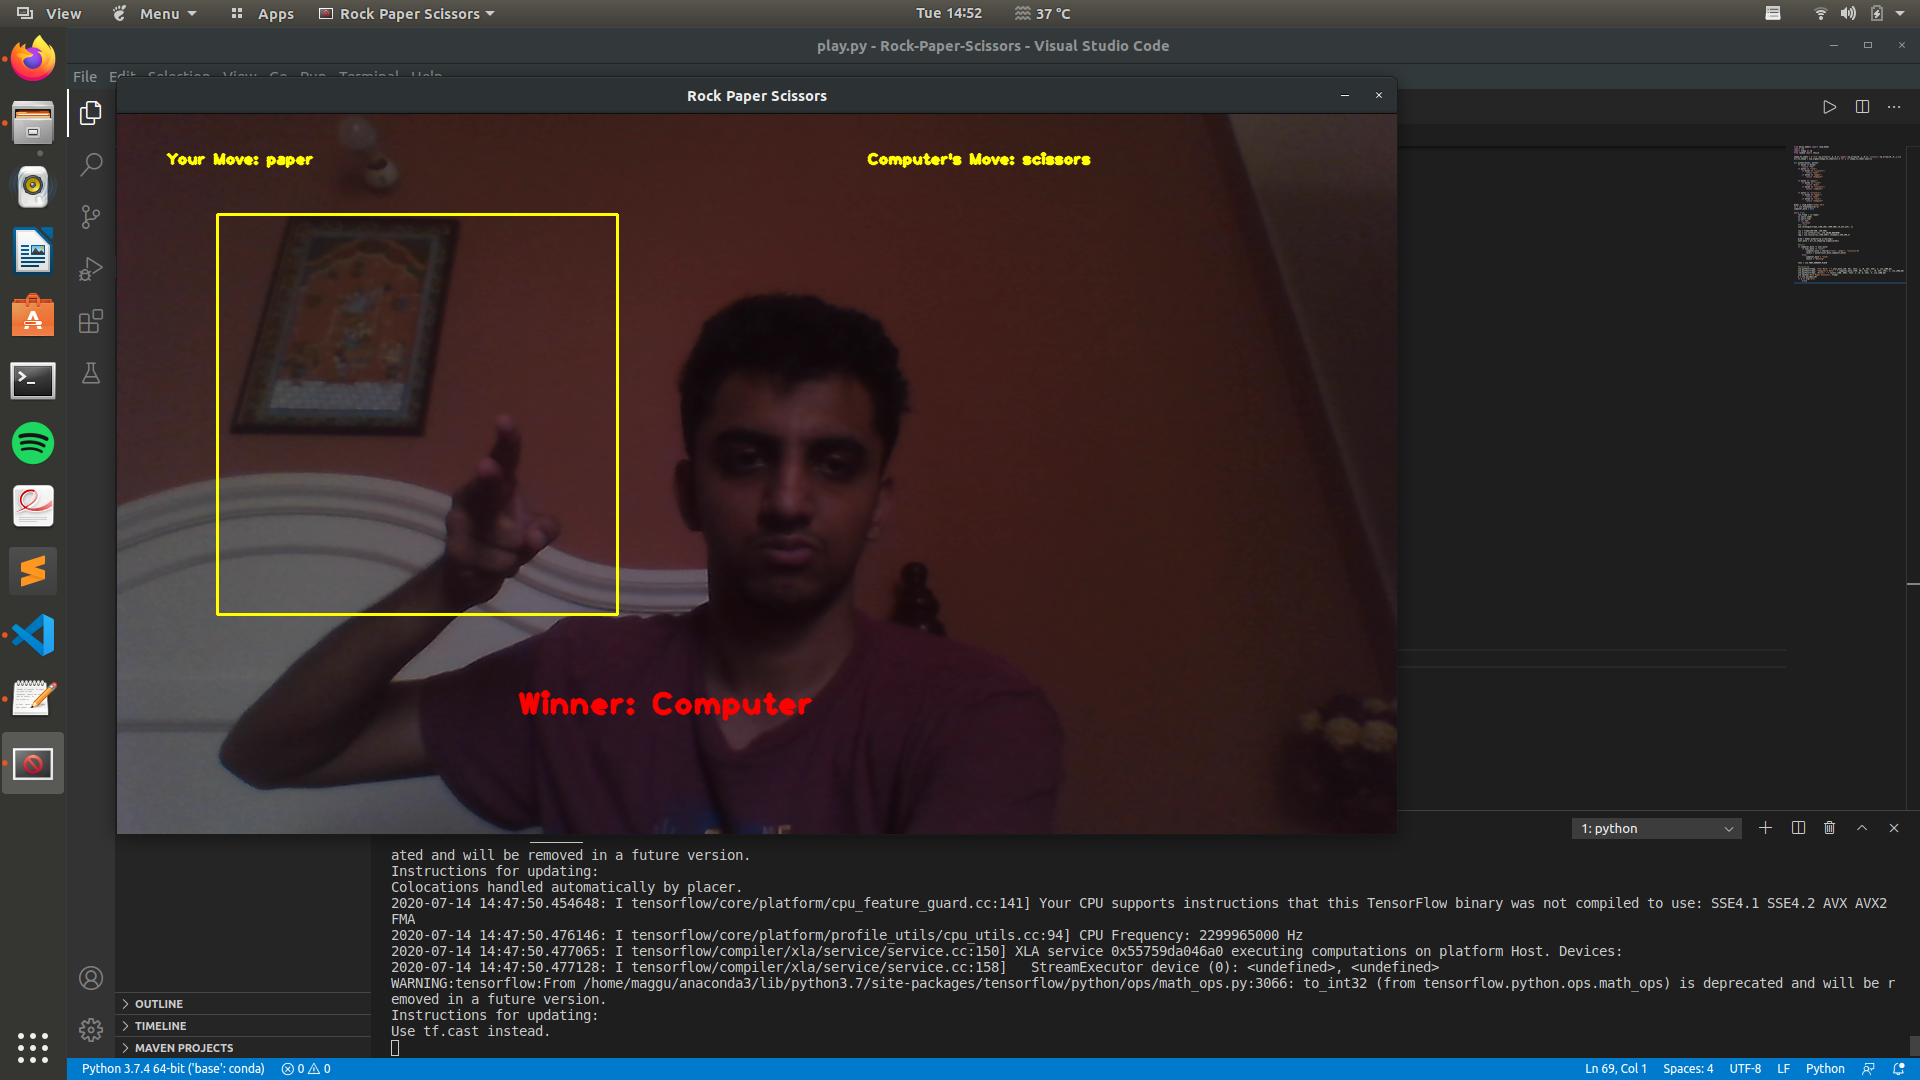 View Menu Apps Rock Paper Scissors Tue 14:52 37 °C
play.py - Rock-Paper-Scissors - Visual Studio Code
File Edit Selection View Go Run Terminal Help
Rock Paper Scissors
Your Move: paper
Computer's Move: scissors
Winner: Computer
1: python
ated and will be removed in a future version.
Instructions for updating:
Colocations handled automatically by placer.
2020-07-14 14:47:50.454648: I tensorflow/core/platform/cpu_feature_guard.cc:141] Your CPU supports instructions that this TensorFlow binary was not compiled to use: SSE4.1 SSE4.2 AVX AVX2
FMA
2020-07-14 14:47:50.476146: I tensorflow/core/platform/profile_utils/cpu_utils.cc:94] CPU Frequency: 2299965000 Hz
2020-07-14 14:47:50.477065: I tensorflow/compiler/xla/service/service.cc:150] XLA service 0x55759da046a0 executing computations on platform Host. Devices:
2020-07-14 14:47:50.477128: I tensorflow/compiler/xla/service/service.cc:158]   StreamExecutor device (0): <undefined>, <undefined>
WARNING:tensorflow:From /home/maggu/anaconda3/lib/python3.7/site-packages/tensorflow/python/ops/math_ops.py:3066: to_int32 (from tensorflow.python.ops.math_ops) is deprecated and will be r
emoved in a future version.
Instructions for updating:
Use tf.cast instead.
OUTLINE
TIMELINE
MAVEN PROJECTS
Python 3.7.4 64-bit ('base': conda) 0 0 Ln 69, Col 1 Spaces: 4 UTF-8 LF Python